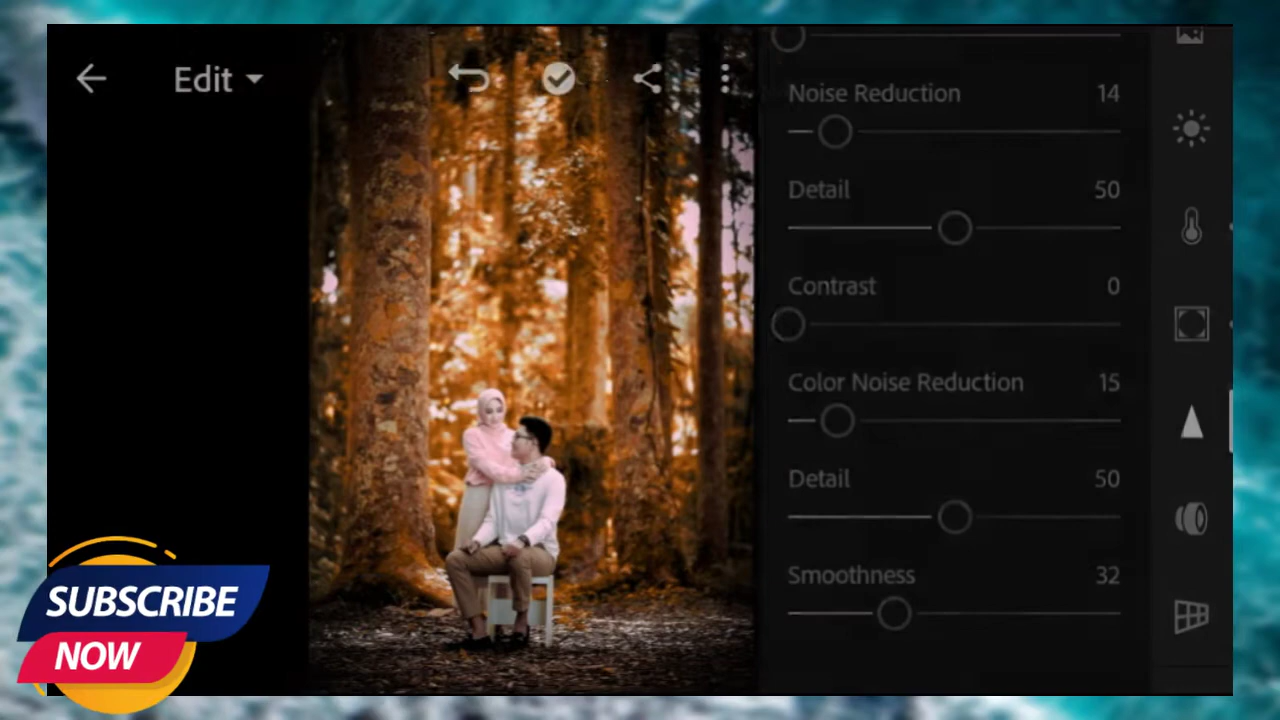 Edit
Noise Reduction 14
Detail 50
Contrast 0
Color Noise Reduction 15
Detail 50
Smoothness 32
SUBSCRIBE
NOW